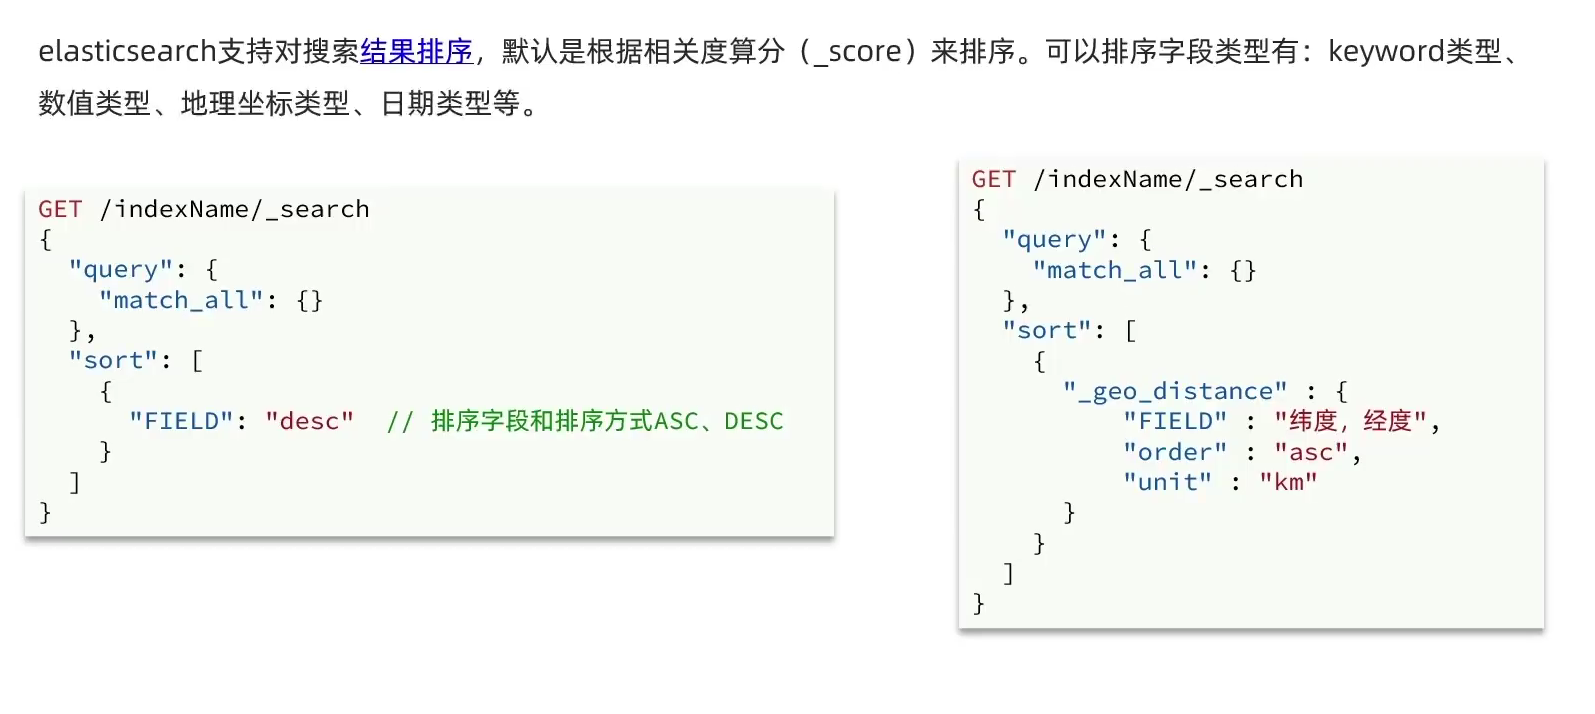 elasticsearch支持对搜索结果排序，默认是根据相关度算分（_score）来排序。可以排序字段类型有：keyword类型、
数值类型、地理坐标类型、日期类型等。
GET /indexName/_search
{
  "query": {
    "match_all": {}
  },
  "sort": [
    {
      "FIELD": "desc"  // 排序字段和排序方式ASC、DESC
    }
  ]
}
GET /indexName/_search
{
  "query": {
    "match_all": {}
  },
  "sort": [
    {
      "_geo_distance" : {
          "FIELD" : "纬度，经度",
          "order" : "asc",
          "unit" : "km"
      }
    }
  ]
}